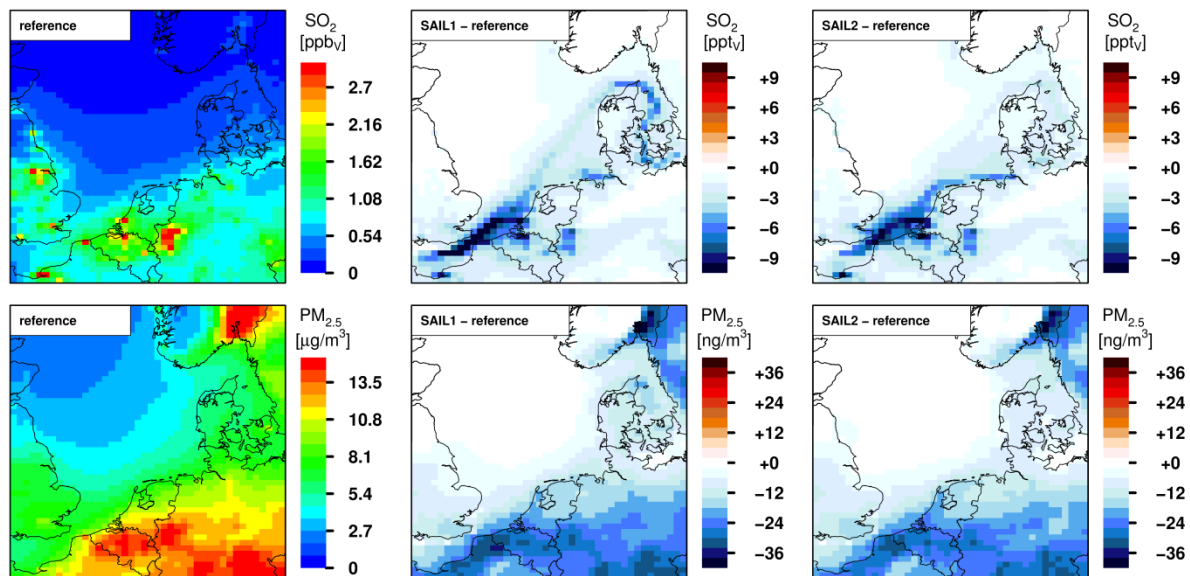 reference
SO2
[ppbV]
2.7
2.16
1.62
1.08
0.54
0
SAIL1 – reference
SO2
[pptV]
+9
+6
+3
+0
−3
−6
−9
SAIL2 – reference
SO2
[pptV]
+9
+6
+3
+0
−3
−6
−9
reference
PM2.5
[µg/m3]
13.5
10.8
8.1
5.4
2.7
0
SAIL1 – reference
PM2.5
[ng/m3]
+36
+24
+12
+0
−12
−24
−36
SAIL2 – reference
PM2.5
[ng/m3]
+36
+24
+12
+0
−12
−24
−36